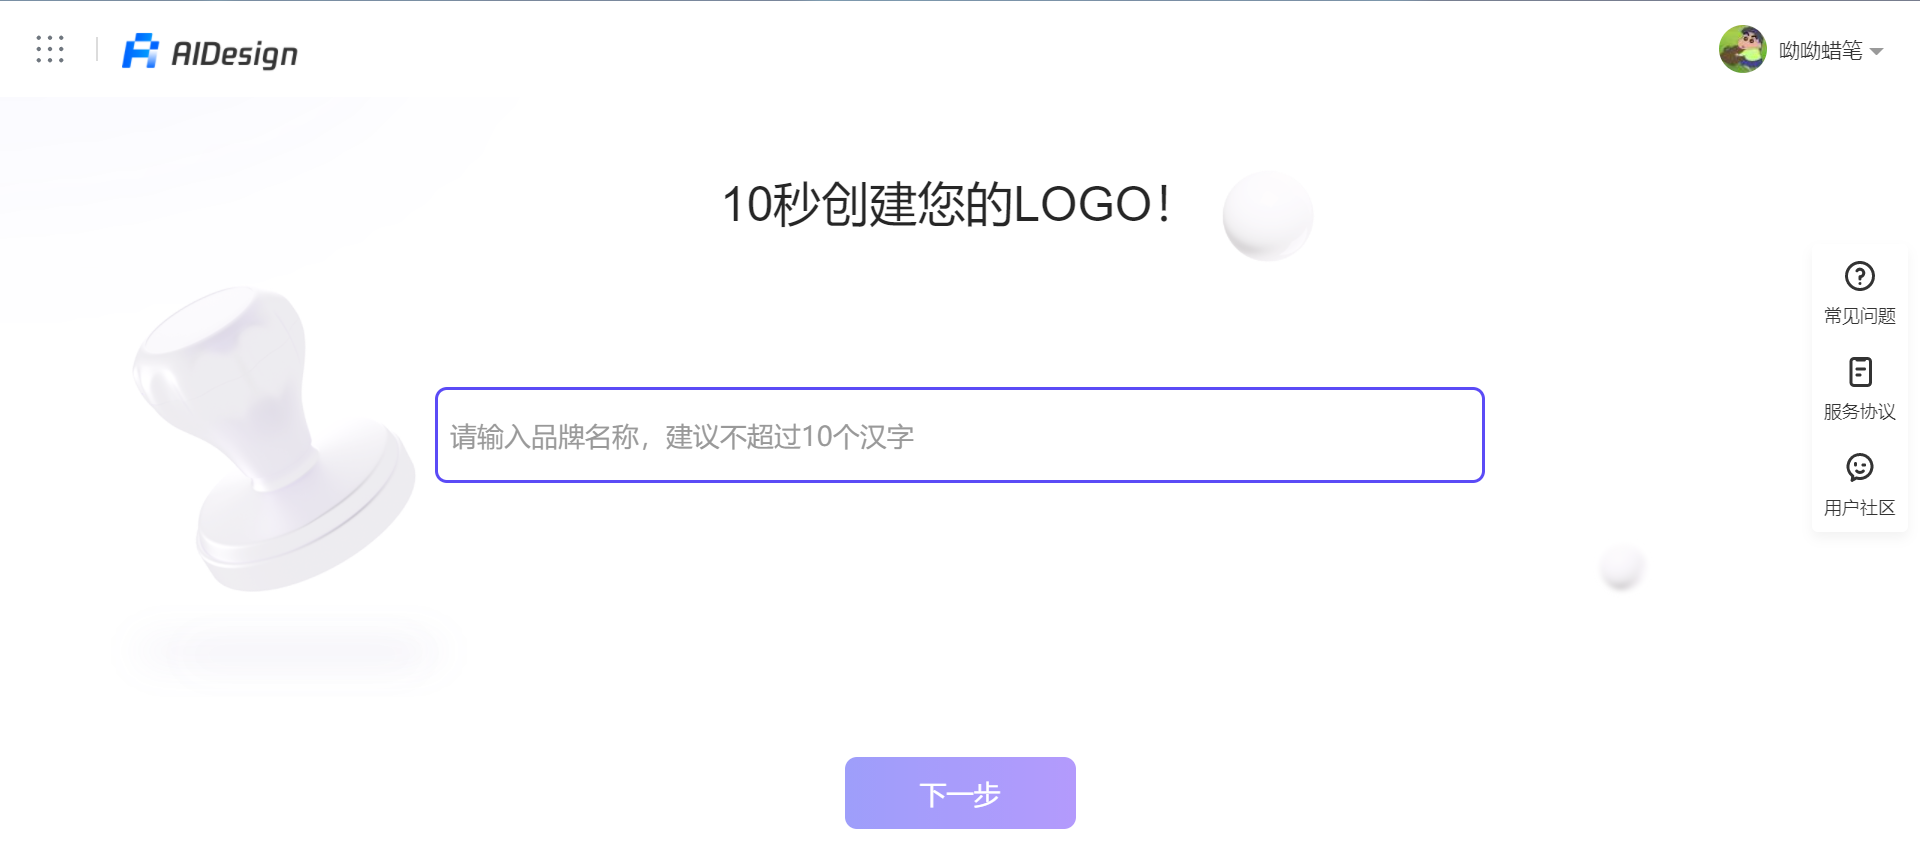 AIDesign
呦呦蜡笔
10秒创建您的LOGO！
常见问题
服务协议
请输入品牌名称，建议不超过10个汉字
用户社区
下一步